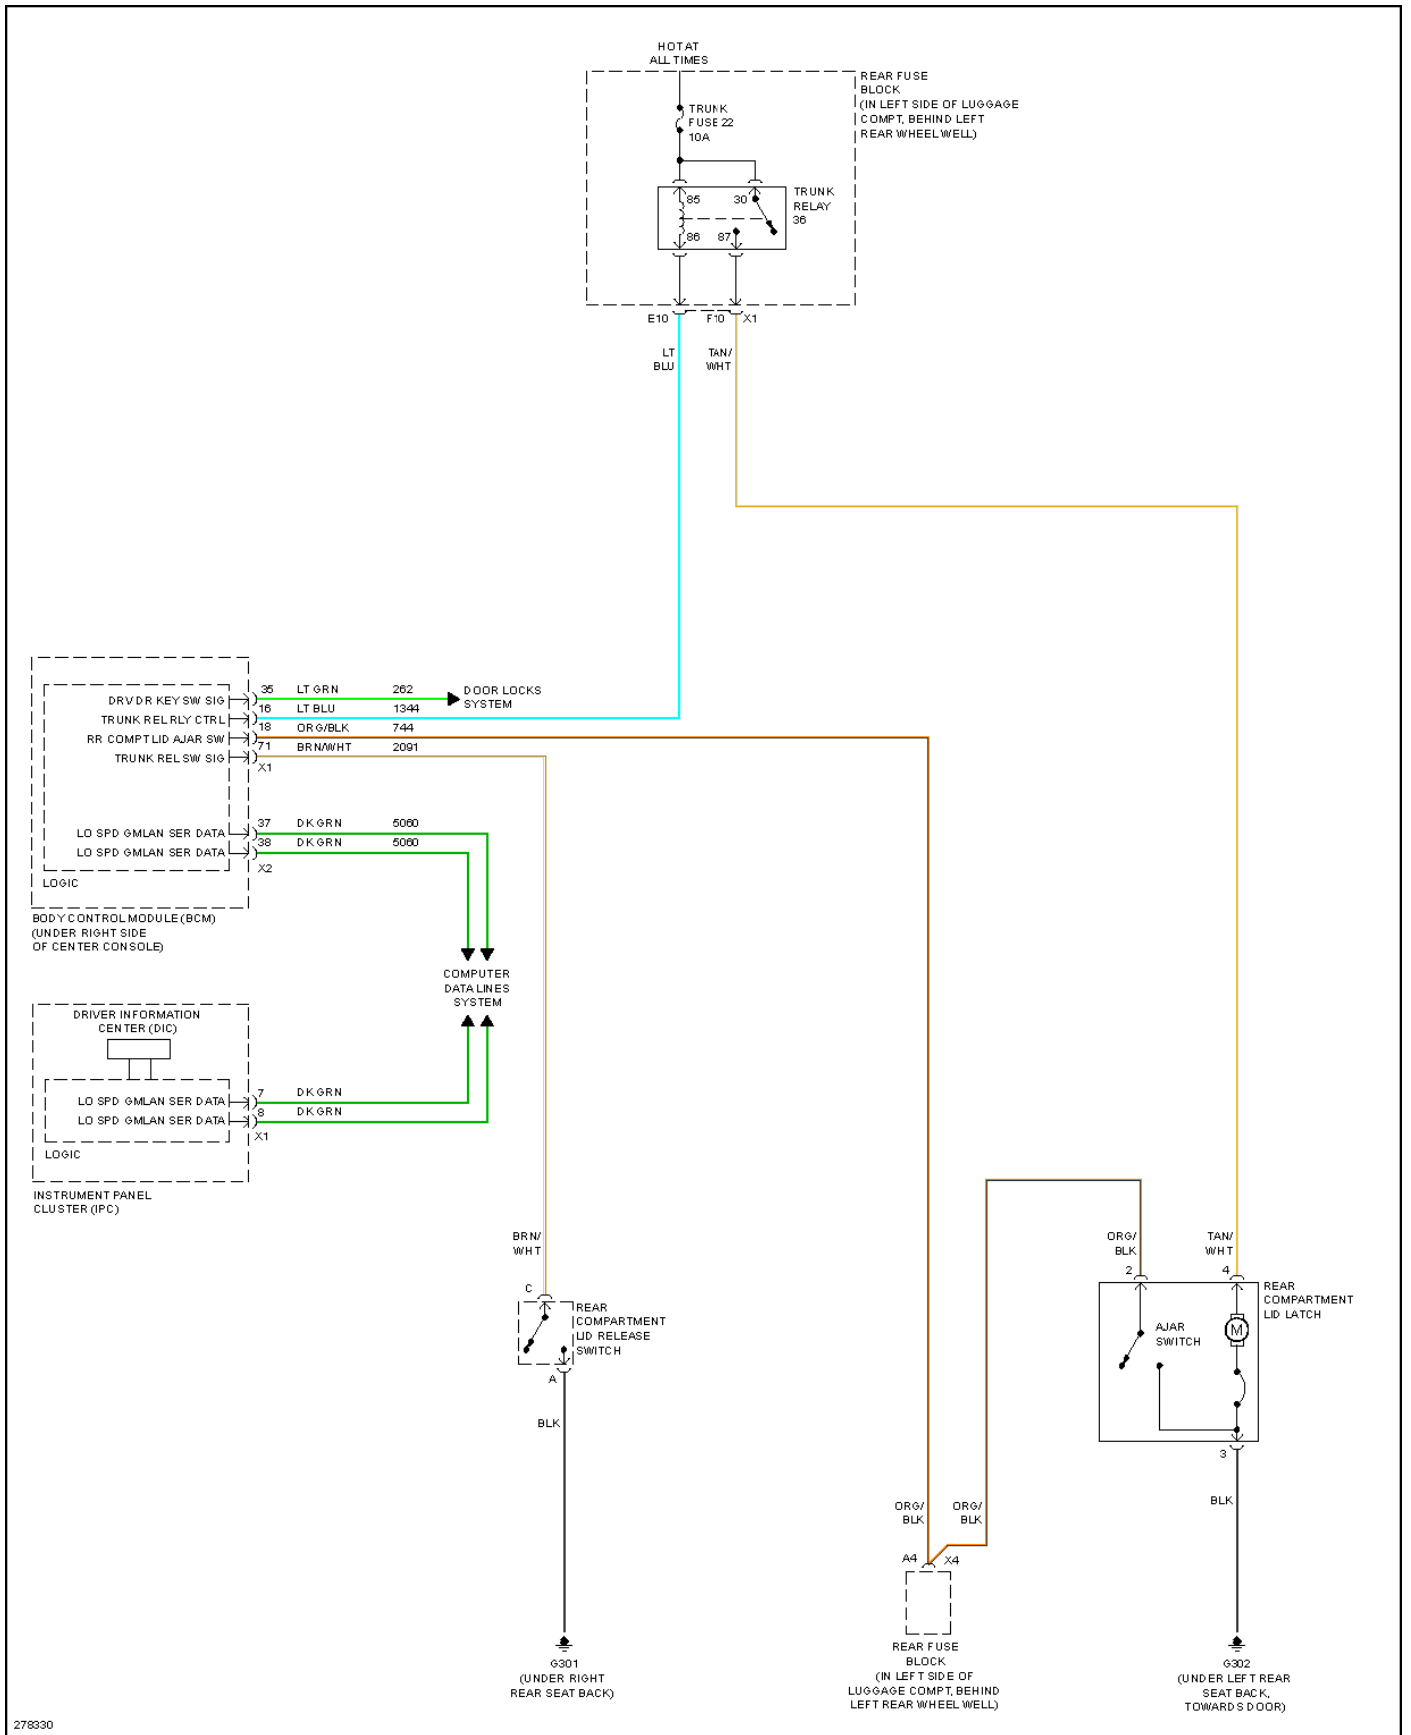 HOT AT
ALL TIMES
REAR FUSE
BLOCK
(IN LEFT SIDE OF LUGGAGE
COMPT, BEHIND LEFT
REAR WHEEL WELL)
TRUNK
FUSE 22
10A
85
30
TRUNK
RELAY
36
86
87
E10
F10
X1
LT
BLU
TAN/
WHT
DRV DR KEY SW SIG
35
LT GRN
262
DOOR LOCKS
SYSTEM
TRUNK REL RLY CTRL
16
LT BLU
1344
RR COMPT LID AJAR SW
18
ORG/BLK
744
TRUNK REL SW SIG
71
BRN/WHT
2091
X1
LO SPD GMLAN SER DATA
37
DK GRN
5060
LO SPD GMLAN SER DATA
38
DK GRN
5060
X2
LOGIC
BODY CONTROL MODULE (BCM)
(UNDER RIGHT SIDE
OF CENTER CONSOLE)
COMPUTER
DATA LINES
SYSTEM
DRIVER INFORMATION
CENTER (DIC)
LO SPD GMLAN SER DATA
7
DK GRN
LO SPD GMLAN SER DATA
8
DK GRN
X1
LOGIC
INSTRUMENT PANEL
CLUSTER (IPC)
BRN/
WHT
C
REAR
COMPARTMENT
LID RELEASE
SWITCH
A
BLK
ORG/
BLK
2
TAN/
WHT
4
REAR
COMPARTMENT
LID LATCH
AJAR
SWITCH
M
3
BLK
ORG/
BLK
ORG/
BLK
A4
X4
REAR FUSE
BLOCK
(IN LEFT SIDE OF
LUGGAGE COMPT, BEHIND
LEFT REAR WHEEL WELL)
G301
(UNDER RIGHT
REAR SEAT BACK)
G302
(UNDER LEFT REAR
SEAT BACK,
TOWARDS DOOR)
278330